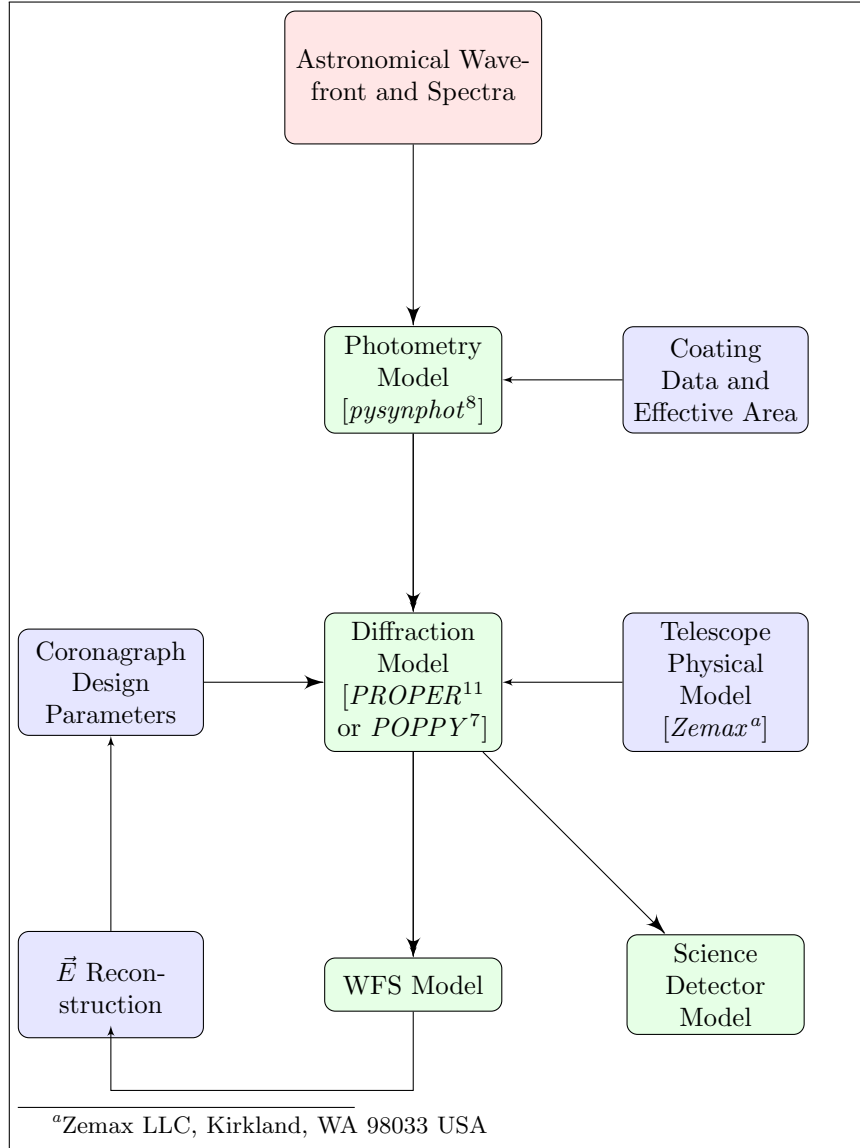 Astronomical Wave-
front and Spectra
Photometry
Model
[pysynphot⁸]
Coating
Data and
Effective Area
Coronagraph
Design
Parameters
Diffraction
Model
[PROPER¹¹
or POPPY⁷]
Telescope
Physical
Model
[Zemaxᵃ]
E⃗ Recon-
struction
WFS Model
Science
Detector
Model
ᵃZemax LLC, Kirkland, WA 98033 USA